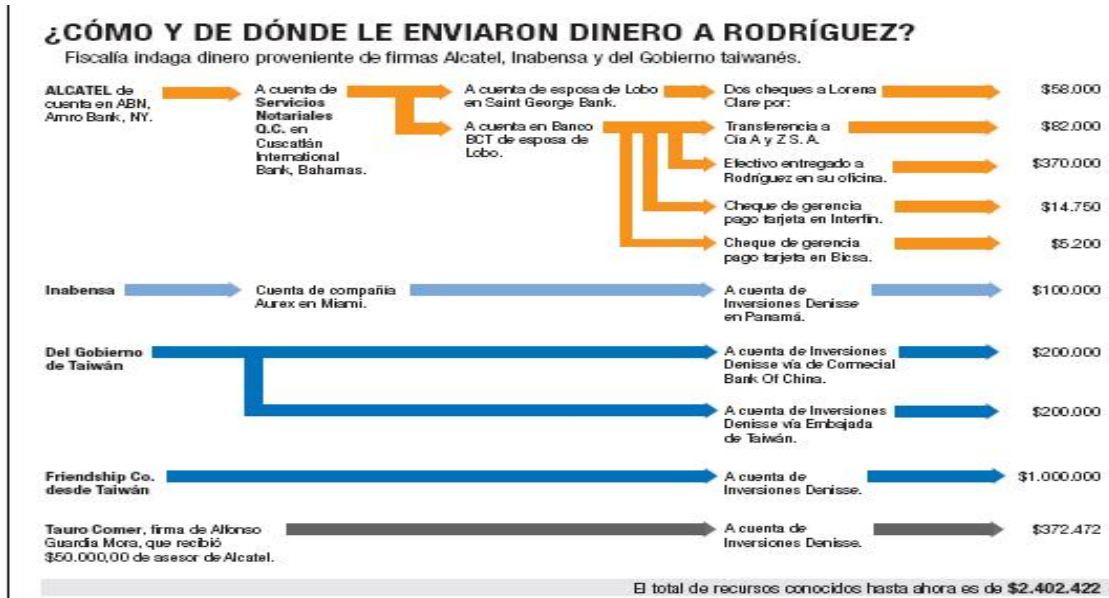 ¿CÓMO Y DE DÓNDE LE ENVIARON DINERO A RODRÍGUEZ?
Fiscalía indaga dinero proveniente de firmas Alcatel, Inabensa y del Gobierno taiwanés.
ALCATEL de
cuenta en ABN,
Amro Bank, NY.
A cuenta de
Servicios
Notariales
Q.C. en
Cuscatlán
International
Bank, Bahamas.
A cuenta de esposa de Lobo
en Saint George Bank.
Dos cheques a Lorena
Clare por:
$58.000
A cuenta en Banco
BCT de esposa de
Lobo.
Transferencia a
Cía A y Z S. A.
$82.000
Efectivo entregado a
Rodríguez en su oficina.
$370.000
Cheque de gerencia
pago tarjeta en Interfin.
$14.750
Cheque de gerencia
pago tarjeta en Bicsa.
$5.200
Inabensa
Cuenta de compañía
Aurex en Miami.
A cuenta de
Inversiones Denisse
en Panamá.
$100.000
Del Gobierno
de Taiwán
A cuenta de Inversiones
Denisse vía de Cormecial
Bank Of China.
$200.000
A cuenta de Inversiones
Denisse vía Embajada
de Taiwán.
$200.000
Friendship Co.
desde Taiwán
A cuenta de
Inversiones Denisse.
$1.000.000
Tauro Comer, firma de Alfonso
Guardia Mora, que recibió
$50.000,00 de asesor de Alcatel.
A cuenta de
Inversiones Denisse.
$372.472
El total de recursos conocidos hasta ahora es de $2.402.422